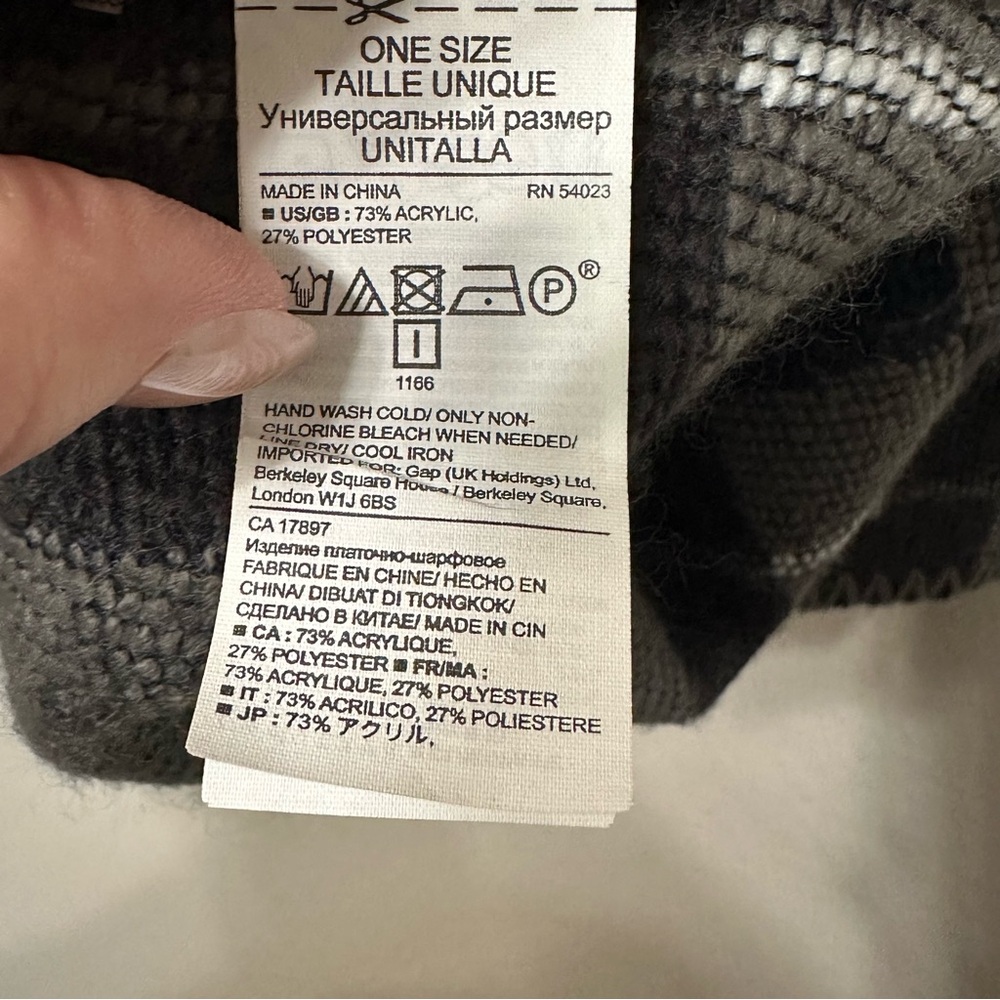 ONE SIZE
TAILLE UNIQUE
Универсальный размер
UNITALLA
MADE IN CHINA RN 54023
US/GB : 73% ACRYLIC,
27% POLYESTER
P ®
1166
HAND WASH COLD/ ONLY NON-
CHLORINE BLEACH WHEN NEEDED/
LINE DRY/ COOL IRON
IMPORTED FOR: Gap (UK Holdings) Ltd,
Berkeley Square House / Berkeley Square,
London W1J 6BS
CA 17897
Изделие платочно-шарфовое
FABRIQUE EN CHINE/ HECHO EN
CHINA/ DIBUAT DI TIONGKOK/
СДЕЛАНО В КИТАЕ/ MADE IN CIN
CA : 73% ACRYLIQUE,
27% POLYESTER FR/MA :
73% ACRYLIQUE, 27% POLYESTER
IT : 73% ACRILICO, 27% POLIESTERE
JP : 73% アクリル,